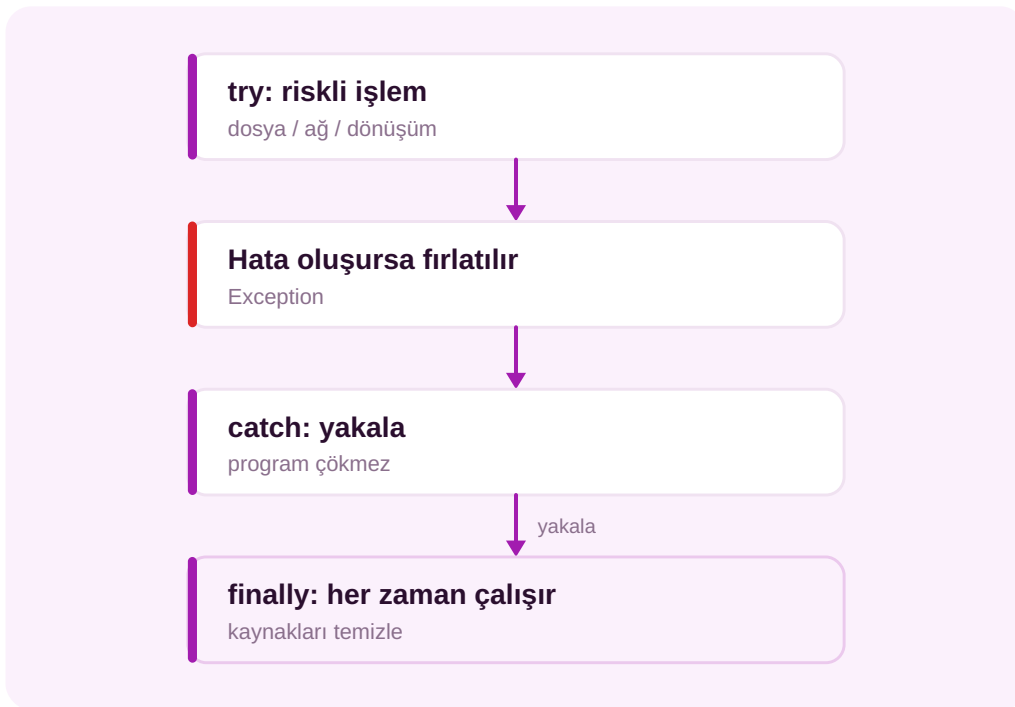 try: riskli işlem
dosya / ağ / dönüşüm
Hata oluşursa fırlatılır
Exception
catch: yakala
program çökmez
yakala
finally: her zaman çalışır
kaynakları temizle